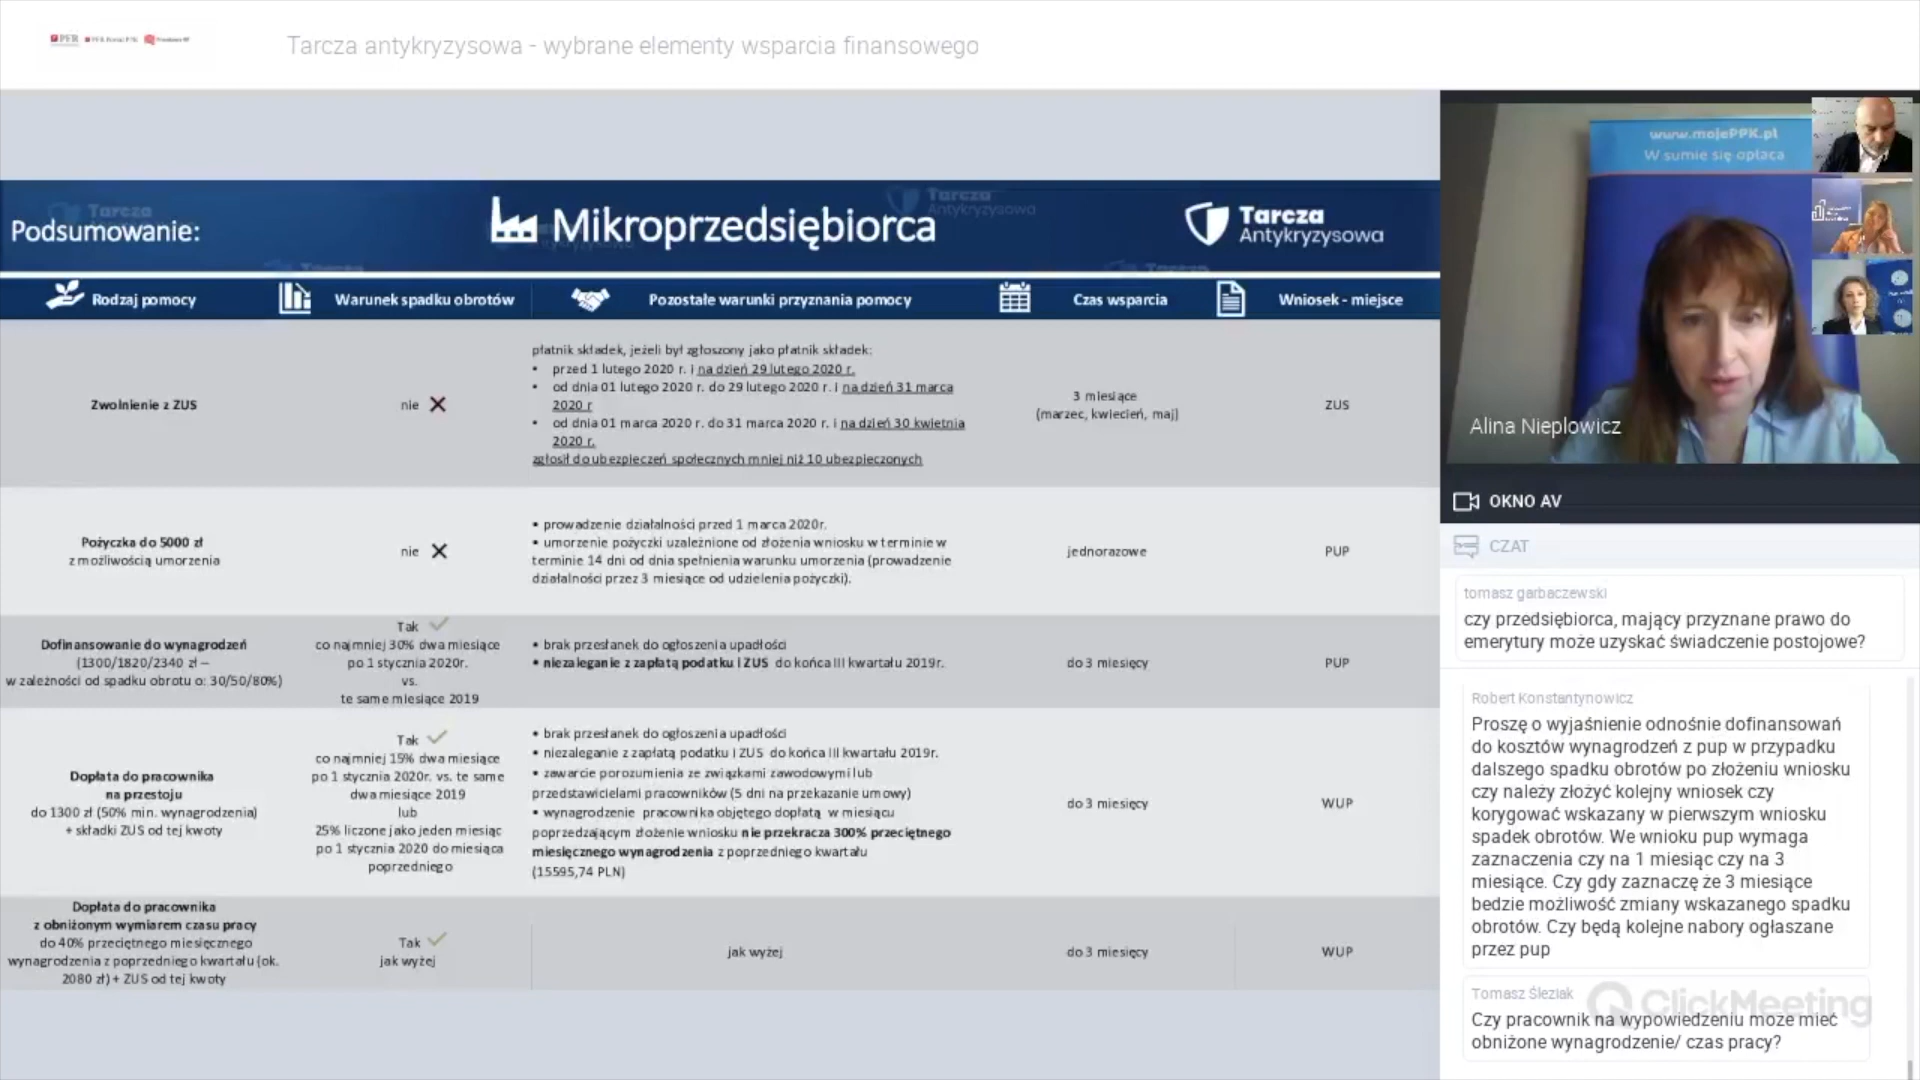 PFR PFR Portal PPK
Tarcza antykryzysowa - wybrane elementy wsparcia finansowego
Podsumowanie:
Mikroprzedsiębiorca
Tarcza
Antykryzysowa
Rodzaj pomocy
Warunek spadku obrotów
Pozostałe warunki przyznania pomocy
Czas wsparcia
Wniosek - miejsce
Zwolnienie z ZUS
nie
płatnik składek, jeżeli był zgłoszony jako płatnik składek:
• przed 1 lutego 2020 r. i na dzień 29 lutego 2020 r.
• od dnia 01 lutego 2020 r. do 29 lutego 2020 r. i na dzień 31 marca
2020 r
• od dnia 01 marca 2020 r. do 31 marca 2020 r. i na dzień 30 kwietnia
2020 r.
zgłosił do ubezpieczeń społecznych mniej niż 10 ubezpieczonych
3 miesiące
(marzec, kwiecień, maj)
ZUS
Pożyczka do 5000 zł
z możliwością umorzenia
nie
• prowadzenie działalności przed 1 marca 2020r.
• umorzenie pożyczki uzależnione od złożenia wniosku w terminie w
terminie 14 dni od dnia spełnienia warunku umorzenia (prowadzenie
działalności przez 3 miesiące od udzielenia pożyczki).
jednorazowe
PUP
Dofinansowanie do wynagrodzeń
(1300/1820/2340 zł –
w zależności od spadku obrotu o: 30/50/80%)
Tak
co najmniej 30% dwa miesiące
po 1 stycznia 2020r.
vs.
te same miesiące 2019
• brak przesłanek do ogłoszenia upadłości
• niezaleganie z zapłatą podatku i ZUS do końca III kwartału 2019r.
do 3 miesięcy
PUP
Dopłata do pracownika
na przestoju
do 1300 zł (50% min. wynagrodzenia)
+ składki ZUS od tej kwoty
Tak
co najmniej 15% dwa miesiące
po 1 stycznia 2020r. vs. te same
dwa miesiące 2019
lub
25% liczone jako jeden miesiąc
po 1 stycznia 2020 do miesiąca
poprzedniego
• brak przesłanek do ogłoszenia upadłości
• niezaleganie z zapłatą podatku i ZUS do końca III kwartału 2019r.
• zawarcie porozumienia ze związkami zawodowymi lub
przedstawicielami pracowników (5 dni na przekazanie umowy)
• wynagrodzenie pracownika objętego dopłatą w miesiącu
poprzedzającym złożenie wniosku nie przekracza 300% przeciętnego
miesięcznego wynagrodzenia z poprzedniego kwartału
(15595,74 PLN)
do 3 miesięcy
WUP
Dopłata do pracownika
z obniżonym wymiarem czasu pracy
do 40% przeciętnego miesięcznego
wynagrodzenia z poprzedniego kwartału (ok.
2080 zł) + ZUS od tej kwoty
Tak
jak wyżej
jak wyżej
do 3 miesięcy
WUP
www.mojePPK.pl
W sumie się opłaca
Alina Nieplowicz
OKNO AV
CZAT
tomasz garbaczewski
czy przedsiębiorca, mający przyznane prawo do
emerytury może uzyskać świadczenie postojowe?
Robert Konstantynowicz
Proszę o wyjaśnienie odnośnie dofinansowań
do kosztów wynagrodzeń z pup w przypadku
dalszego spadku obrotów po złożeniu wniosku
czy należy złożyć kolejny wniosek czy
korygować wskazany w pierwszym wniosku
spadek obrotów. We wnioku pup wymaga
zaznaczenia czy na 1 miesiąc czy na 3
miesiące. Czy gdy zaznaczę że 3 miesiące
bedzie możliwość zmiany wskazanego spadku
obrotów. Czy będą kolejne nabory ogłaszane
przez pup
Tomasz Śleziak
ClickMeeting
Czy pracownik na wypowiedzeniu może mieć
obniżone wynagrodzenie/ czas pracy?